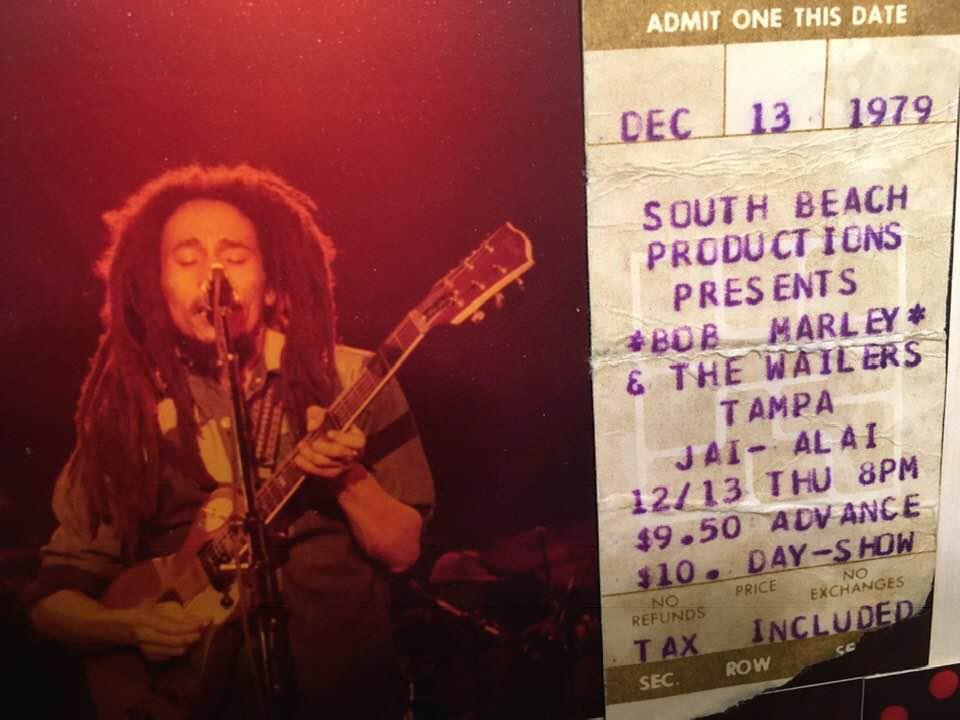 ADMIT ONE THIS DATE
DEC 13 1979
SOUTH BEACH
PRODUCTIONS
PRESENTS
*BOB MARLEY*
& THE WAILERS
TAMPA
JAI-ALAI
12/13 THU 8PM
$9.50 ADVANCE
$10. DAY-SHOW
NO REFUNDS PRICE NO EXCHANGES
TAX INCLUDED
SEC. ROW